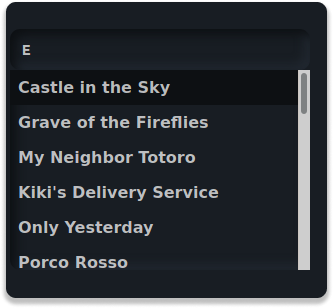 E
Castle in the Sky
Grave of the Fireflies
My Neighbor Totoro
Kiki's Delivery Service
Only Yesterday
Porco Rosso